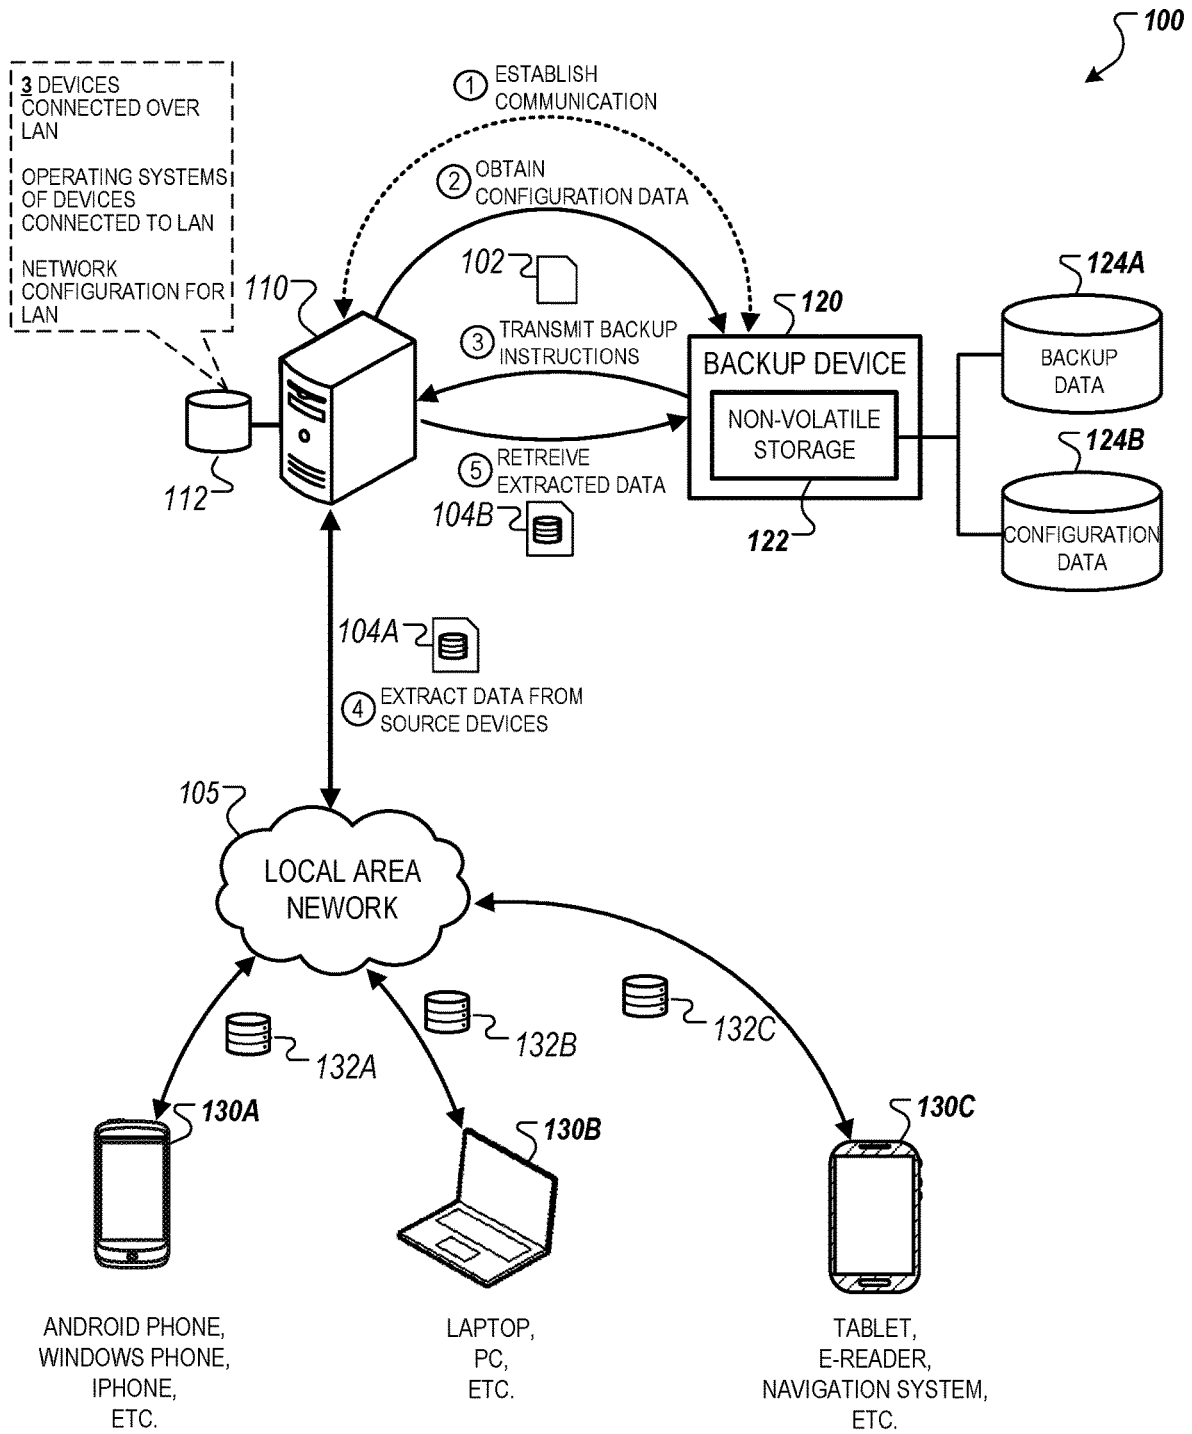 100
3 DEVICES
CONNECTED OVER
LAN
OPERATING SYSTEMS
OF DEVICES
CONNECTED TO LAN
NETWORK
CONFIGURATION FOR
LAN
1 ESTABLISH
COMMUNICATION
2 OBTAIN
CONFIGURATION DATA
102
110
3 TRANSMIT BACKUP
INSTRUCTIONS
120
BACKUP DEVICE
NON-VOLATILE
STORAGE
122
124A
BACKUP
DATA
124B
CONFIGURATION
DATA
112
5 RETREIVE
EXTRACTED DATA
104B
104A
4 EXTRACT DATA FROM
SOURCE DEVICES
105
LOCAL AREA
NEWORK
132A
132B
132C
130A
130B
130C
ANDROID PHONE,
WINDOWS PHONE,
IPHONE,
ETC.
LAPTOP,
PC,
ETC.
TABLET,
E-READER,
NAVIGATION SYSTEM,
ETC.